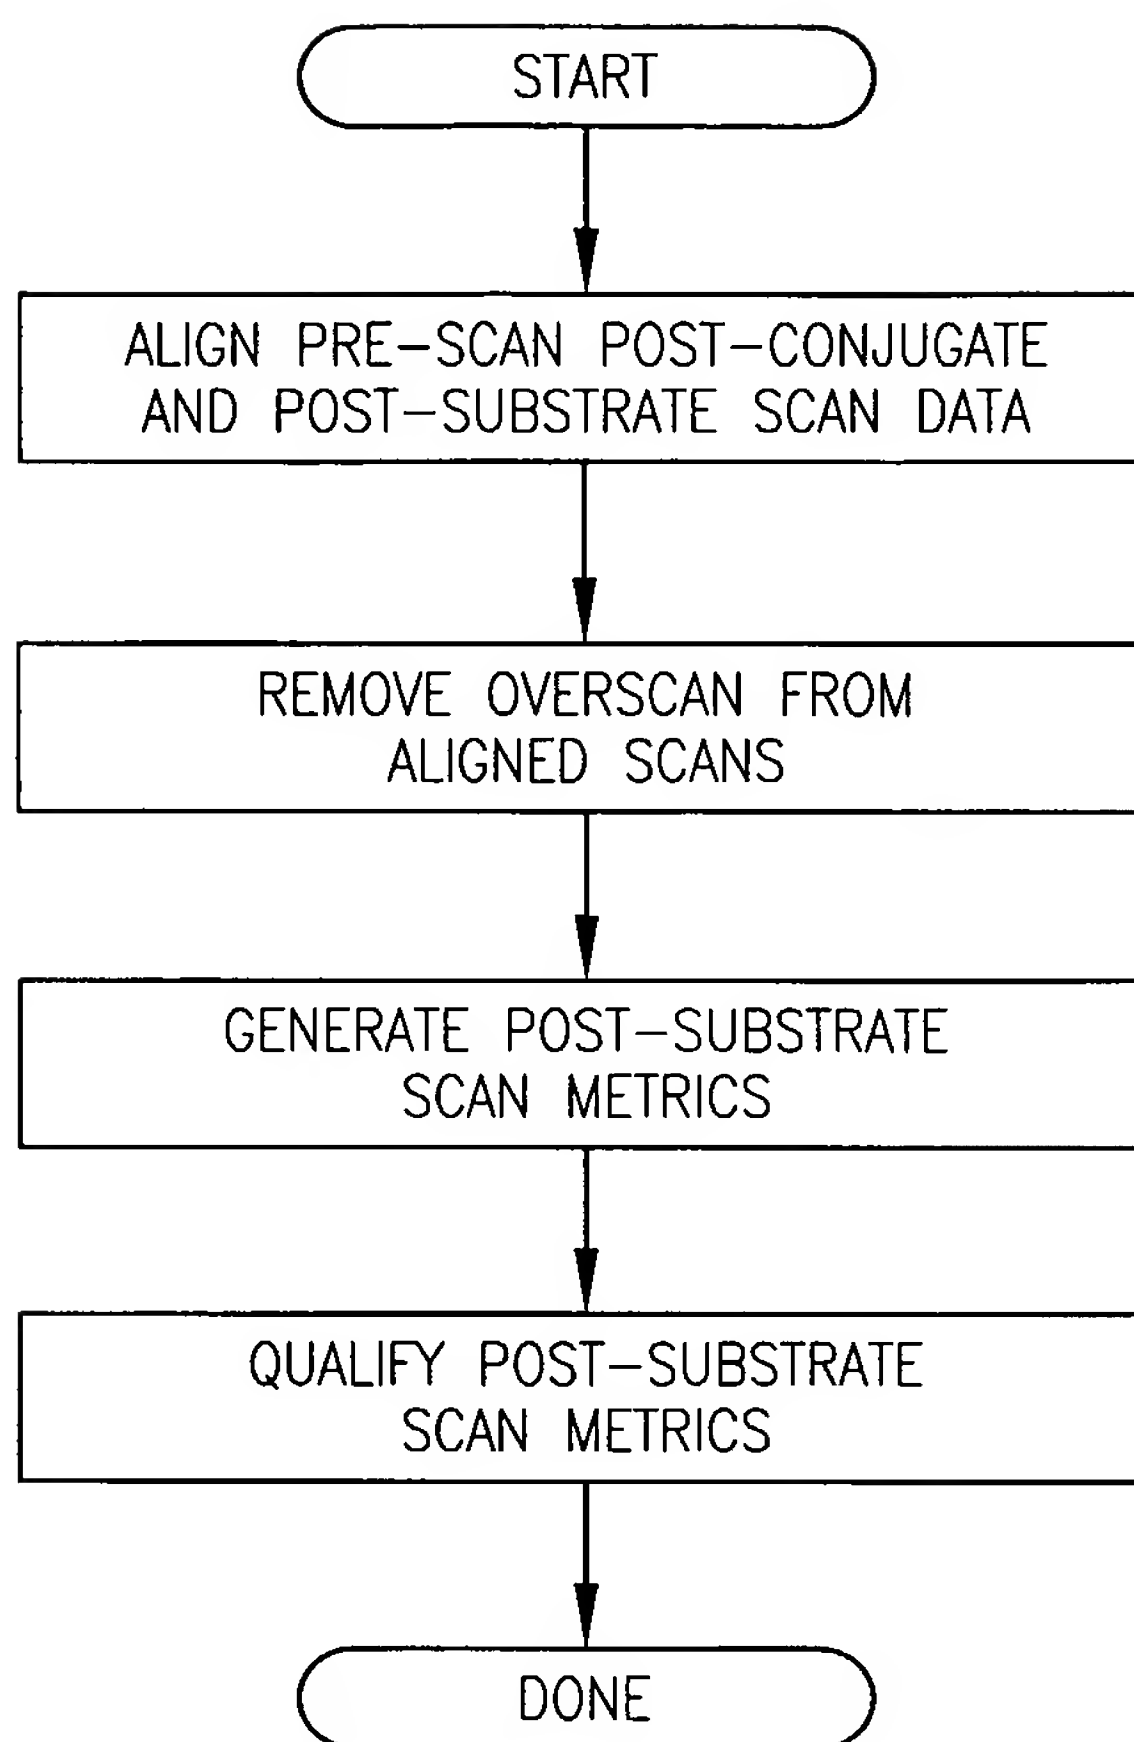 START
ALIGN PRE-SCAN POST-CONJUGATE
AND POST-SUBSTRATE SCAN DATA
REMOVE OVERSCAN FROM
ALIGNED SCANS
GENERATE POST-SUBSTRATE
SCAN METRICS
QUALIFY POST-SUBSTRATE
SCAN METRICS
DONE